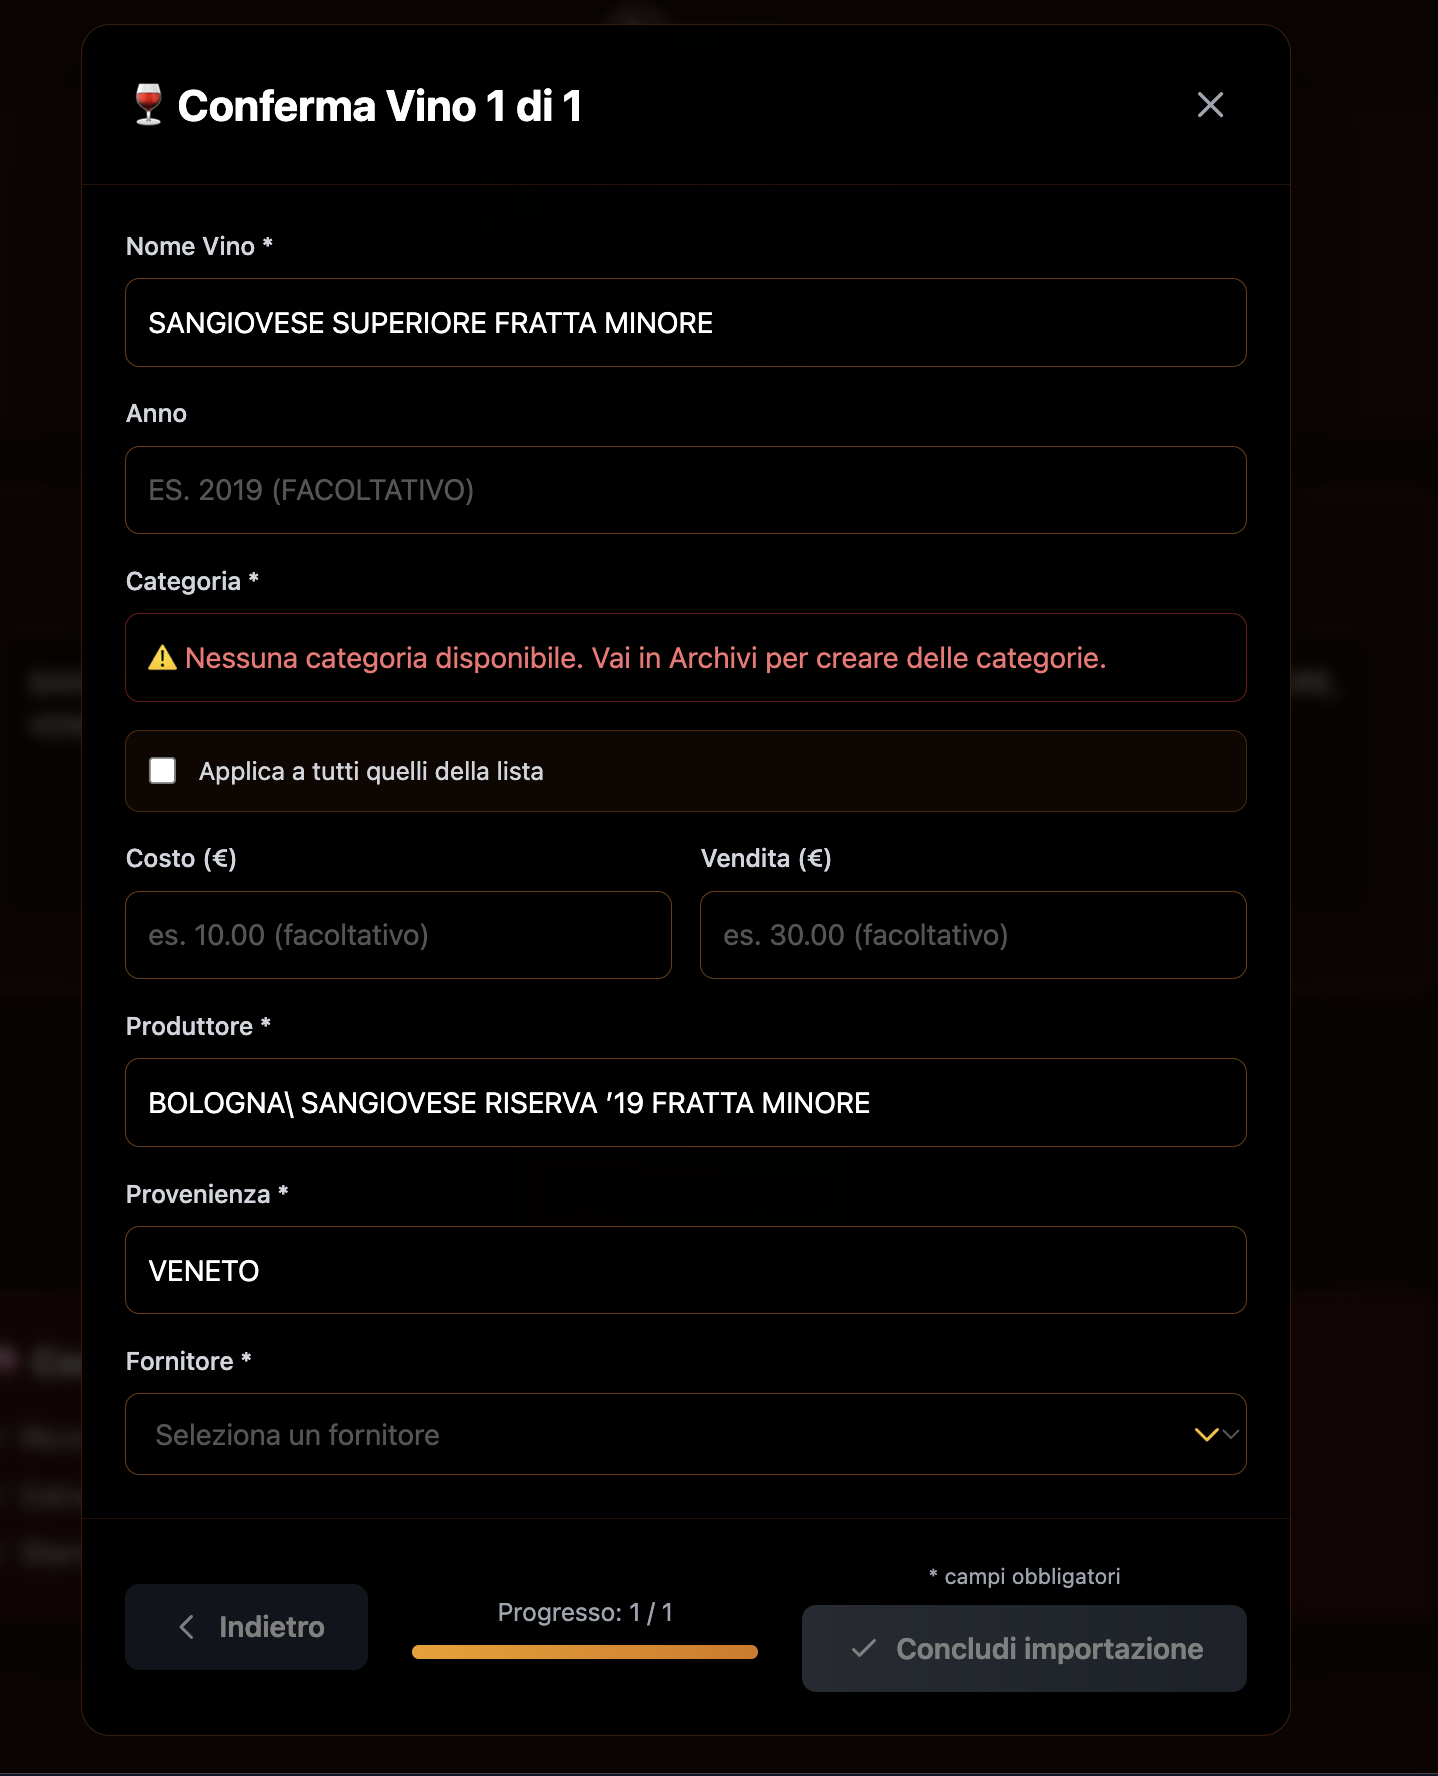 Conferma Vino 1 di 1
Nome Vino *
SANGIOVESE SUPERIORE FRATTA MINORE
Anno
ES. 2019 (FACOLTATIVO)
Categoria *
Nessuna categoria disponibile. Vai in Archivi per creare delle categorie.
Applica a tutti quelli della lista
Costo (€)
Vendita (€)
es. 10.00 (facoltativo)
es. 30.00 (facoltativo)
Produttore *
BOLOGNA\ SANGIOVESE RISERVA ’19 FRATTA MINORE
Provenienza *
VENETO
Fornitore *
Seleziona un fornitore
* campi obbligatori
Indietro
Progresso: 1 / 1
Concludi importazione